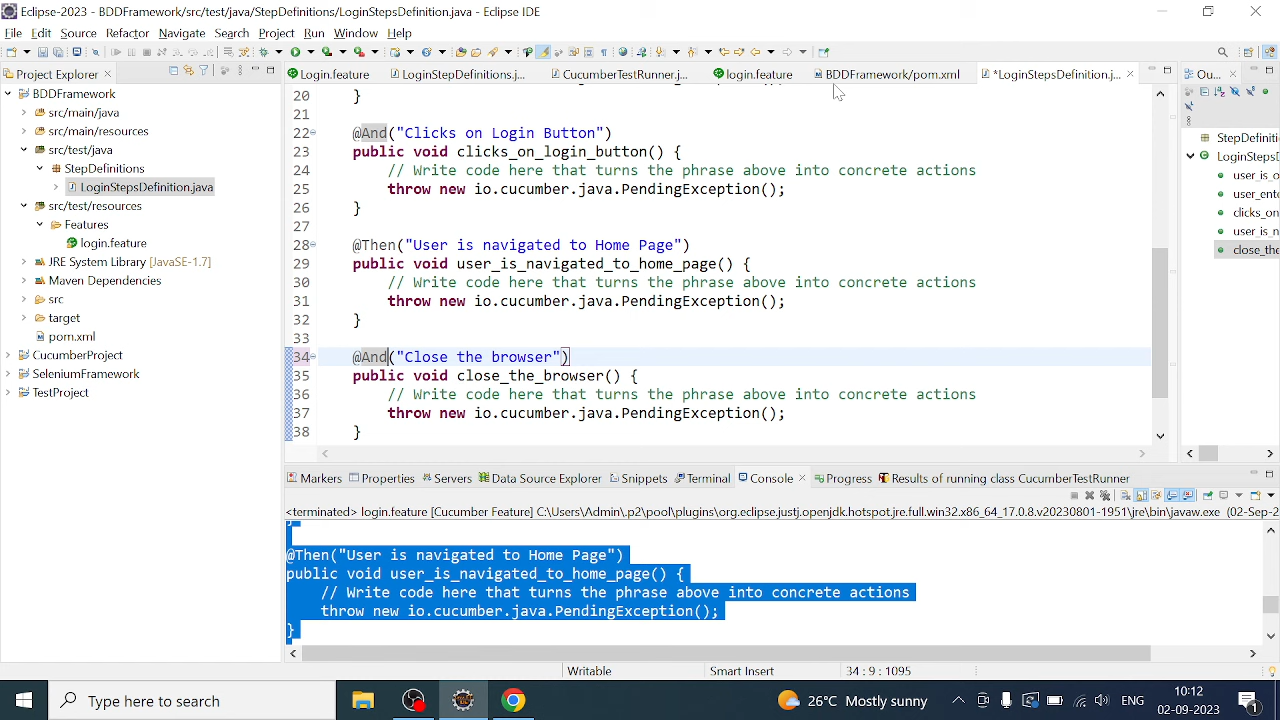 Eclipse-2023 - BDDFramework/src/test/java/StepDefinitions/LoginStepsDefinition.java - Eclipse IDE
File Edit Source Refactor Navigate Search Project Run Window Help
Project Explorer
Login.feature
LoginStepDefinitions.j...
CucumberTestRunner.j...
login.feature
BDDFramework/pom.xml
*LoginStepsDefinition.j...
Ou...
BDDFramework
src/main/java
src/main/resources
src/test/java
StepDefinitions
LoginStepsDefinition.java
src/test/resources
Features
login.feature
JRE System Library [JavaSE-1.7]
Maven Dependencies
src
target
pom.xml
CucumberProject
SeleniumFramework
TestProject
20 }
21
22 @And("Clicks on Login Button")
23 public void clicks_on_login_button() {
24 // Write code here that turns the phrase above into concrete actions
25 throw new io.cucumber.java.PendingException();
26 }
27
28 @Then("User is navigated to Home Page")
29 public void user_is_navigated_to_home_page() {
30 // Write code here that turns the phrase above into concrete actions
31 throw new io.cucumber.java.PendingException();
32 }
33
34 @And("Close the browser")
35 public void close_the_browser() {
36 // Write code here that turns the phrase above into concrete actions
37 throw new io.cucumber.java.PendingException();
38 }
StepDefiniti
LoginSteps
user_is_o
user_ente
clicks_on
user_is_n
close_the
Markers Properties Servers Data Source Explorer Snippets Terminal Console Progress Results of running class CucumberTestRunner
<terminated> login.feature [Cucumber Feature] C:\Users\Admin\.p2\pool\plugins\org.eclipse.justj.openjdk.hotspot.jre.full.win32.x86_64_17.0.8.v20230801-1951\jre\bin\javaw.exe (02-Sep-2
}
@Then("User is navigated to Home Page")
public void user_is_navigated_to_home_page() {
// Write code here that turns the phrase above into concrete actions
throw new io.cucumber.java.PendingException();
}
Writable
Smart Insert
34 : 9 : 1095
Type here to search
26°C Mostly sunny
ENG
10:12
02-09-2023
1